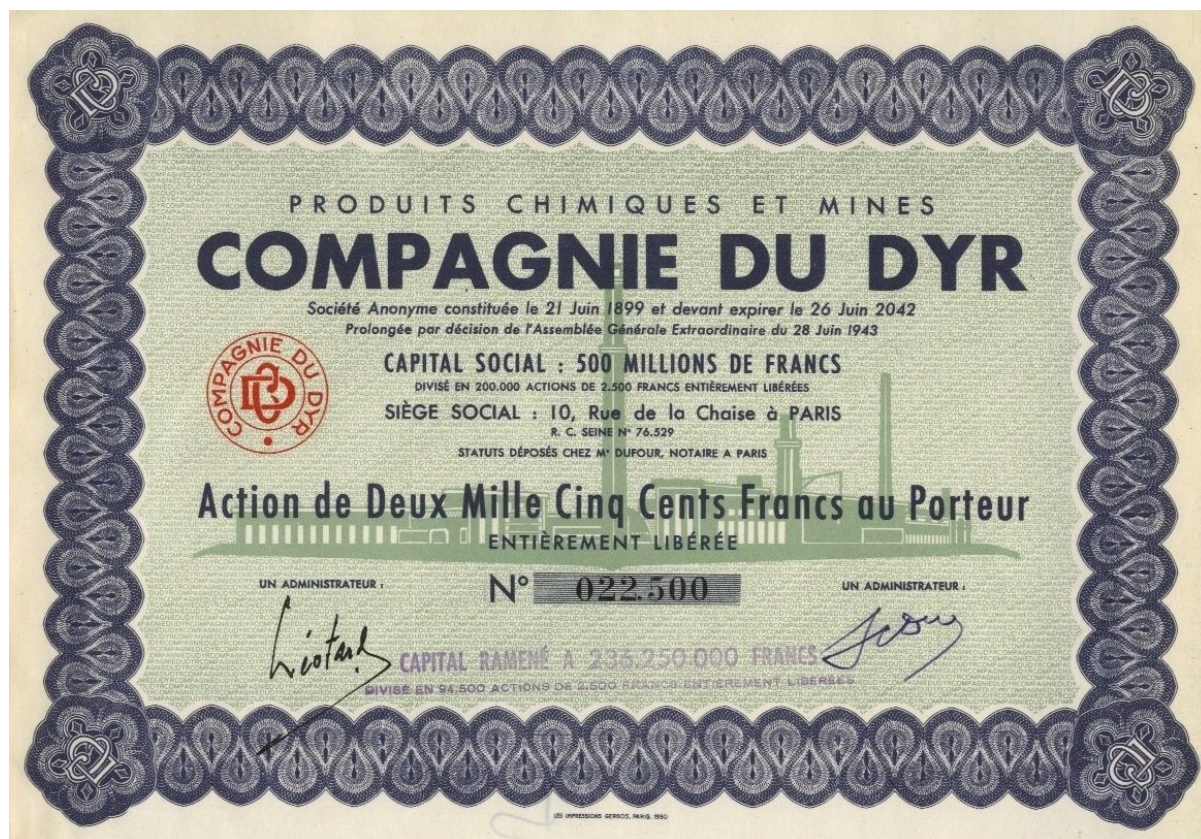 PRODUITS CHIMIQUES ET MINES
COMPAGNIE DU DYR
Société Anonyme constituée le 21 Juin 1899 et devant expirer le 26 Juin 2042
Prolongée par décision de l'Assemblée Générale Extraordinaire du 28 Juin 1943
COMPAGNIE DU DYR
CAPITAL SOCIAL : 500 MILLIONS DE FRANCS
DIVISÉ EN 200.000 ACTIONS DE 2.500 FRANCS ENTIÈREMENT LIBÉRÉES
SIÈGE SOCIAL : 10, Rue de la Chaise à PARIS
R. C. SEINE Nº 76.529
STATUTS DÉPOSÉS CHEZ Mᵉ DUFOUR, NOTAIRE A PARIS
Action de Deux Mille Cinq Cents Francs au Porteur
ENTIÈREMENT LIBÉRÉE
UN ADMINISTRATEUR :
Nº 022.500
UN ADMINISTRATEUR :
CAPITAL RAMENÉ A 236.250.000 FRANCS
DIVISÉ EN 94.500 ACTIONS DE 2.500 FRANCS ENTIEREMENT LIBEREES
LES IMPRESSIONS GERBOS, PARIS. 1950